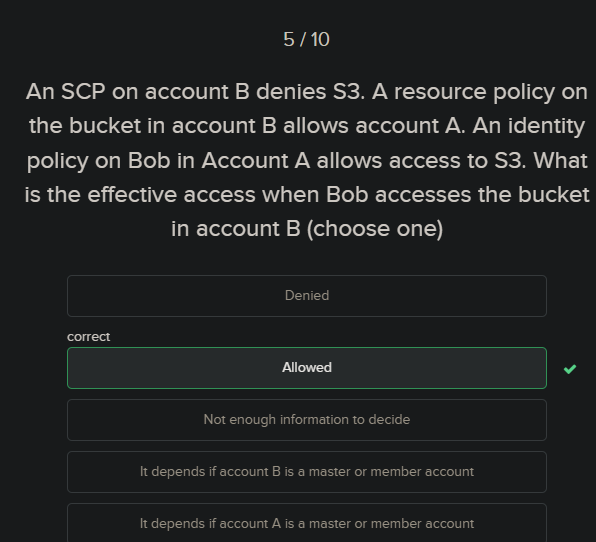 5 / 10
An SCP on account B denies S3. A resource policy on
the bucket in account B allows account A. An identity
policy on Bob in Account A allows access to S3. What
is the effective access when Bob accesses the bucket
in account B (choose one)
Denied
correct
Allowed
Not enough information to decide
It depends if account B is a master or member account
It depends if account A is a master or member account